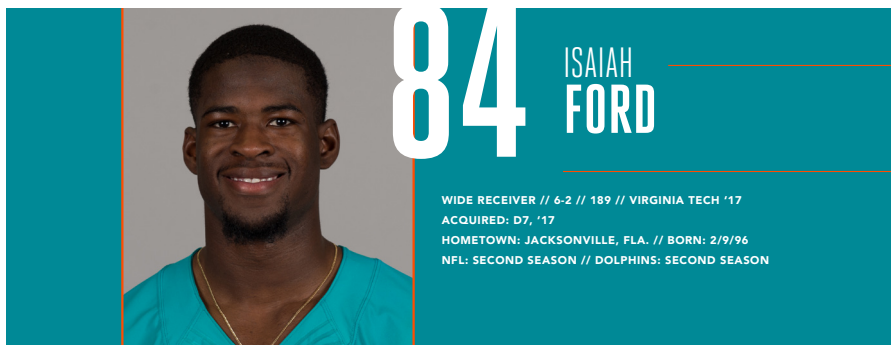 84
ISAIAH
FORD
WIDE RECEIVER // 6-2 // 189 // VIRGINIA TECH ’17
ACQUIRED: D7, ‘17
HOMETOWN: JACKSONVILLE, FLA. // BORN: 2/9/96
NFL: SECOND SEASON // DOLPHINS: SECOND SEASON